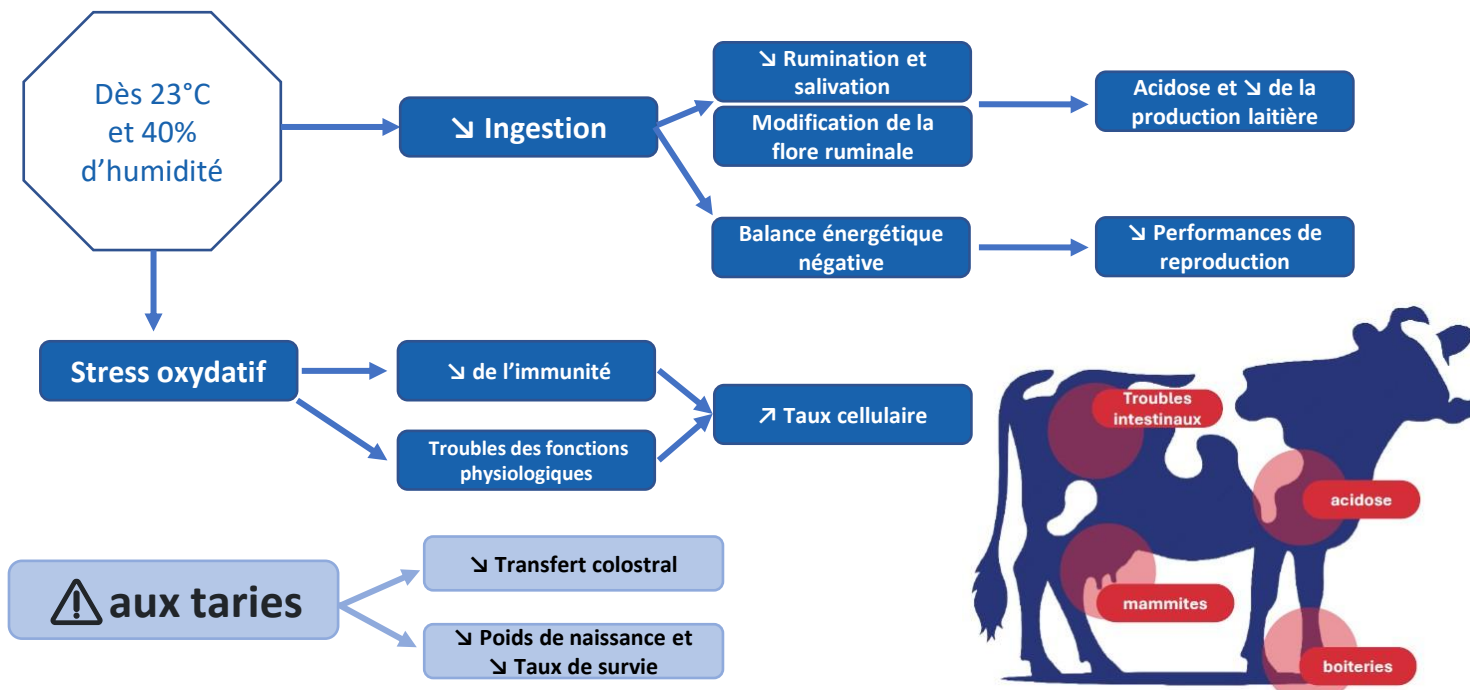 Dès 23°C
et 40%
d’humidité
↘ Ingestion
↘ Rumination et
salivation
Modification de la
flore ruminale
Acidose et ↘ de la
production laitière
Balance énergétique
négative
↘ Performances de
reproduction
Stress oxydatif
↘ de l’immunité
Troubles des fonctions
physiologiques
↗ Taux cellulaire
⚠ aux taries
↘ Transfert colostral
↘ Poids de naissance et
↘ Taux de survie
Troubles
intestinaux
acidose
mammites
boiteries